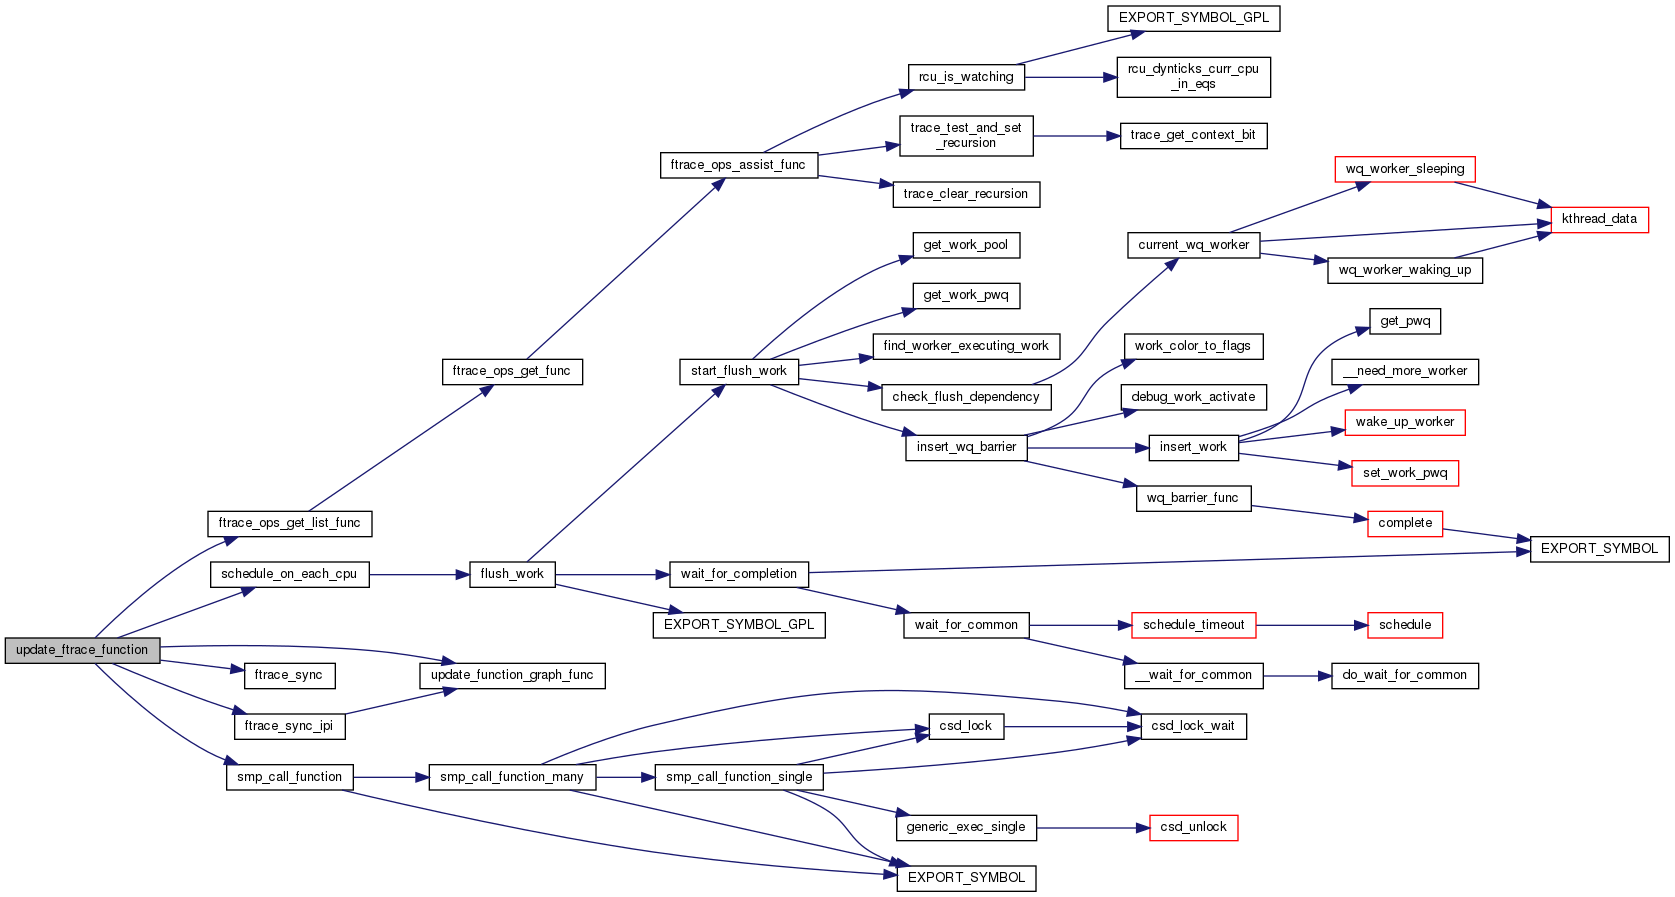 EXPORT_SYMBOL_GPL
rcu_is_watching
rcu_dynticks_curr_cpu
_in_eqs
trace_test_and_set
_recursion
trace_get_context_bit
ftrace_ops_assist_func
wq_worker_sleeping
trace_clear_recursion
kthread_data
get_work_pool
current_wq_worker
wq_worker_waking_up
get_work_pwq
get_pwq
find_worker_executing_work
work_color_to_flags
ftrace_ops_get_func
start_flush_work
__need_more_worker
check_flush_dependency
debug_work_activate
wake_up_worker
insert_wq_barrier
insert_work
set_work_pwq
wq_barrier_func
ftrace_ops_get_list_func
complete
EXPORT_SYMBOL
schedule_on_each_cpu
flush_work
wait_for_completion
EXPORT_SYMBOL_GPL
wait_for_common
schedule_timeout
schedule
update_ftrace_function
ftrace_sync
update_function_graph_func
__wait_for_common
do_wait_for_common
ftrace_sync_ipi
csd_lock
csd_lock_wait
smp_call_function
smp_call_function_many
smp_call_function_single
generic_exec_single
csd_unlock
EXPORT_SYMBOL